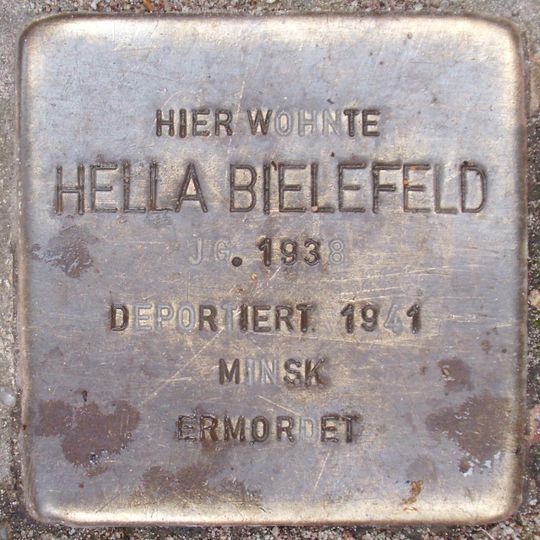 HIER WOHNTE
HELLA BIELEFELD
JG. 1938
DEPORTIERT 1941
MINSK
ERMORDET